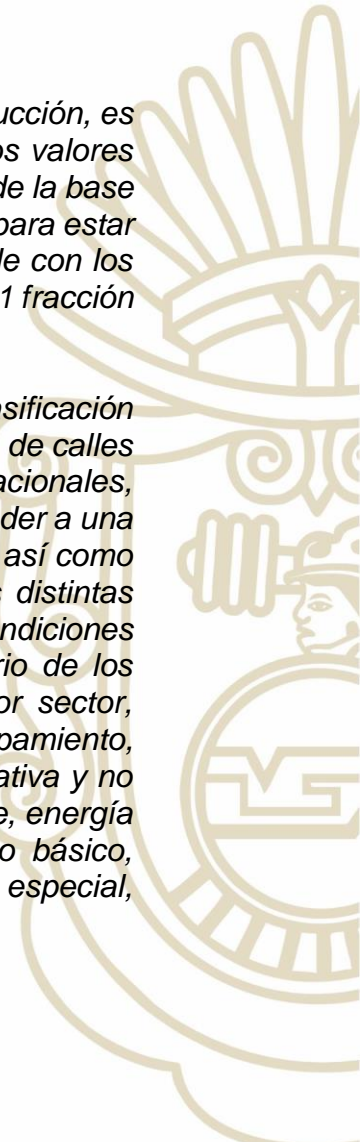 ucción, es
os valores
de la base
para estar
le con los
1 fracción
sificación
de calles
acionales,
der a una
así como
s distintas
ndiciones
rio de los
or sector,
pamiento,
ativa y no
e, energía
o básico,
especial,